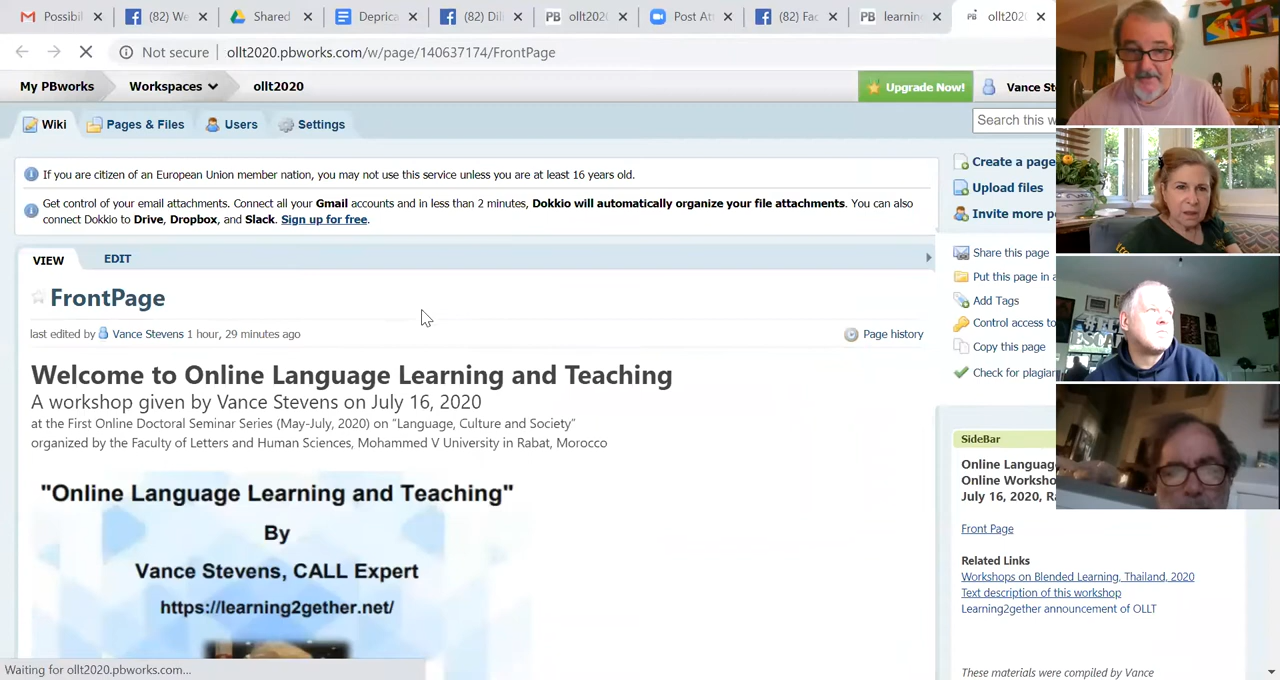 Possibil
(82) We
Shared
Deprica
(82) Dil
ollt202
Post At
(82) Fac
learnin
ollt202
Not secure
ollt2020.pbworks.com/w/page/140637174/FrontPage
My PBworks
Workspaces
ollt2020
Upgrade Now!
Vance St
Wiki
Pages & Files
Users
Settings
Search this w
If you are citizen of an European Union member nation, you may not use this service unless you are at least 16 years old.
Get control of your email attachments. Connect all your Gmail accounts and in less than 2 minutes, Dokkio will automatically organize your file attachments. You can also
connect Dokkio to Drive, Dropbox, and Slack. Sign up for free.
Create a page
Upload files
Invite more p
VIEW
EDIT
Share this page
Put this page in a
Add Tags
Control access to
Copy this page
Check for plagiar
FrontPage
last edited by Vance Stevens 1 hour, 29 minutes ago
Page history
Welcome to Online Language Learning and Teaching
A workshop given by Vance Stevens on July 16, 2020
at the First Online Doctoral Seminar Series (May-July, 2020) on "Language, Culture and Society"
organized by the Faculty of Letters and Human Sciences, Mohammed V University in Rabat, Morocco
"Online Language Learning and Teaching"
By
Vance Stevens, CALL Expert
https://learning2gether.net/
SideBar
Online Languag
Online Worksho
July 16, 2020, Ra
Front Page
Related Links
Workshops on Blended Learning, Thailand, 2020
Text description of this workshop
Learning2gether announcement of OLLT
These materials were compiled by Vance
Waiting for ollt2020.pbworks.com...